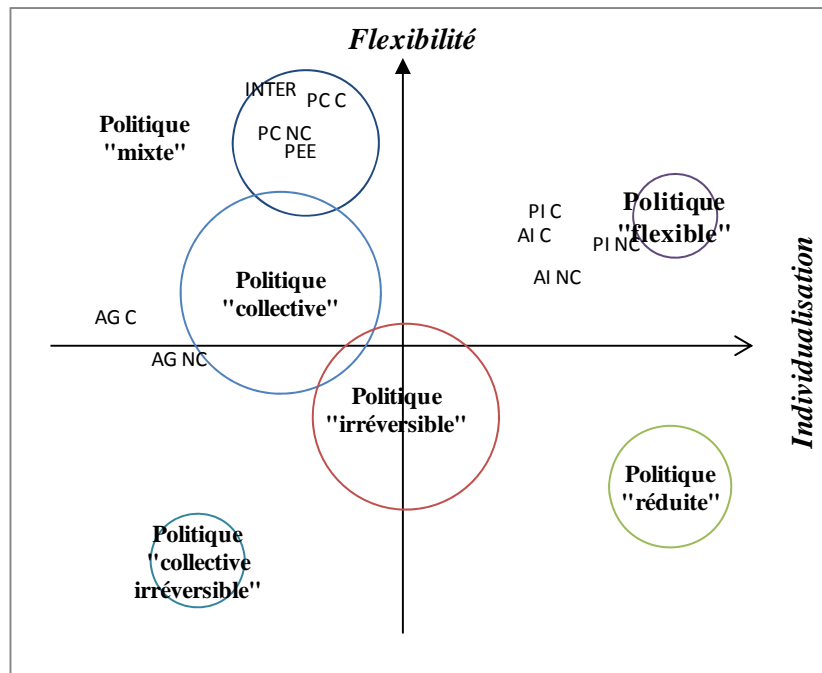 Flexibilité
INTER
PC C
Politique
"mixte"
PC NC
PEE
PI C
AI C
Politique
"flexible"
PI NC
AI NC
Politique
"collective"
AG C
AG NC
Individualisation
Politique
"irréversible"
Politique
"réduite"
Politique
"collective
irréversible"